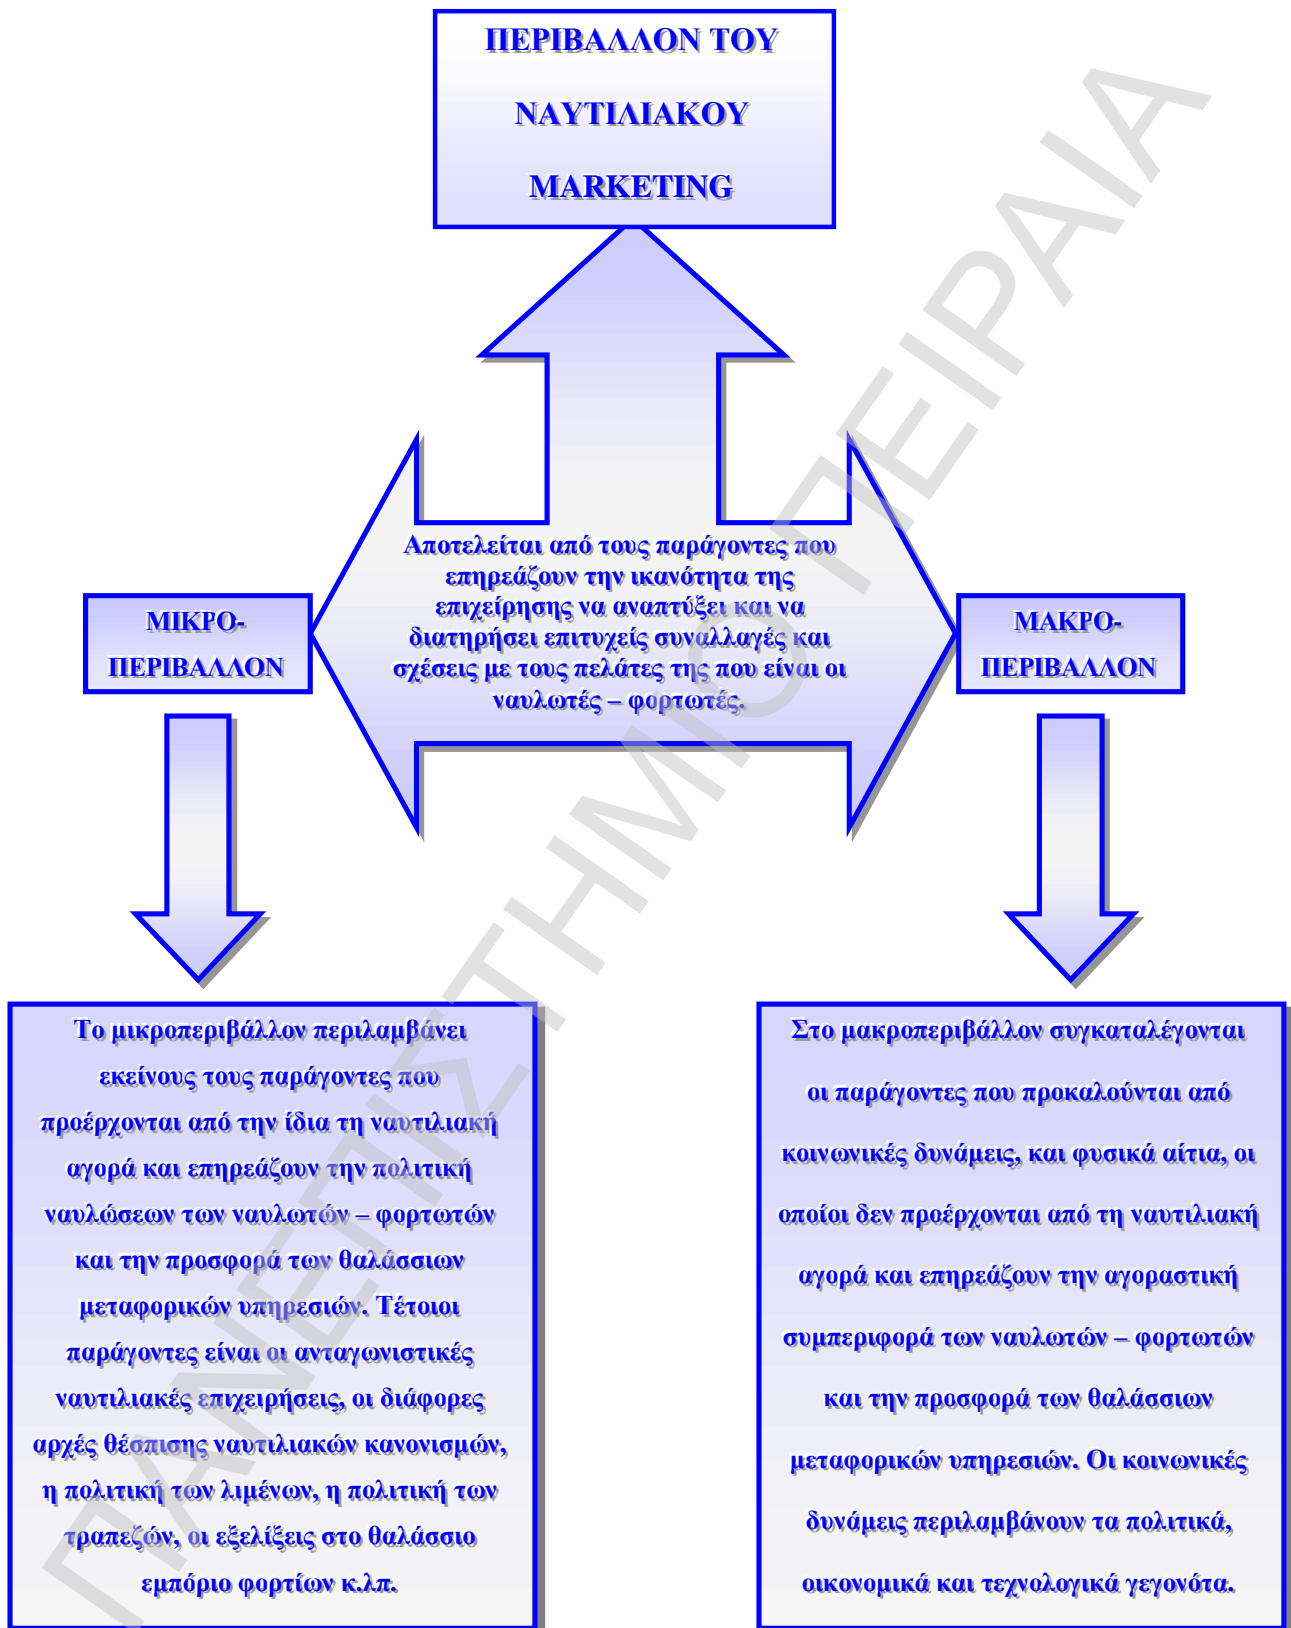 ΠΕΡΙΒΑΛΛΟΝ ΤΟΥ
ΝΑΥΤΙΛΙΑΚΟΥ
MARKETING
Αποτελείται από τους παράγοντες που
επηρεάζουν την ικανότητα της
επιχείρησης να αναπτύξει και να
διατηρήσει επιτυχείς συναλλαγές και
σχέσεις με τους πελάτες της που είναι οι
ναυλωτές – φορτωτές.
ΜΙΚΡΟ-
ΠΕΡΙΒΑΛΛΟΝ
ΜΑΚΡΟ-
ΠΕΡΙΒΑΛΛΟΝ
Το μικροπεριβάλλον περιλαμβάνει
εκείνους τους παράγοντες που
προέρχονται από την ίδια τη ναυτιλιακή
αγορά και επηρεάζουν την πολιτική
ναυλώσεων των ναυλωτών – φορτωτών
και την προσφορά των θαλάσσιων
μεταφορικών υπηρεσιών. Τέτοιοι
παράγοντες είναι οι ανταγωνιστικές
ναυτιλιακές επιχειρήσεις, οι διάφορες
αρχές θέσπισης ναυτιλιακών κανονισμών,
η πολιτική των λιμένων, η πολιτική των
τραπεζών, οι εξελίξεις στο θαλάσσιο
εμπόριο φορτίων κ.λπ.
Στο μακροπεριβάλλον συγκαταλέγονται
οι παράγοντες που προκαλούνται από
κοινωνικές δυνάμεις, και φυσικά αίτια, οι
οποίοι δεν προέρχονται από τη ναυτιλιακή
αγορά και επηρεάζουν την αγοραστική
συμπεριφορά των ναυλωτών – φορτωτών
και την προσφορά των θαλάσσιων
μεταφορικών υπηρεσιών. Οι κοινωνικές
δυνάμεις περιλαμβάνουν τα πολιτικά,
οικονομικά και τεχνολογικά γεγονότα.
ΠΑΝΕΠΙΣΤΗΜΙΟ ΠΕΙΡΑΙΑ